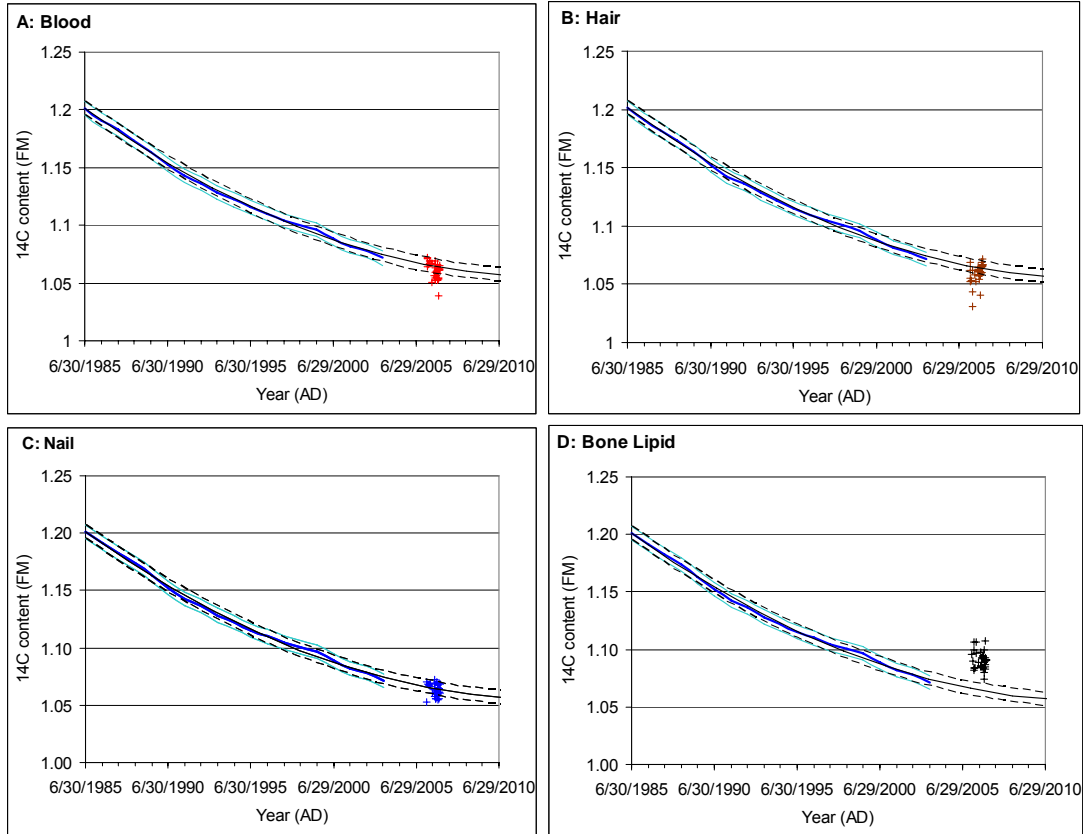 A: Blood
14C content (FM)
1.25
1.2
1.15
1.1
1.05
1
6/30/1985 6/30/1990 6/30/1995 6/29/2000 6/29/2005 6/29/2010
Year (AD)
B: Hair
14C content (FM)
1.25
1.2
1.15
1.1
1.05
1
6/30/1985 6/30/1990 6/30/1995 6/29/2000 6/29/2005 6/29/2010
Year (AD)
C: Nail
14C content (FM)
1.25
1.20
1.15
1.10
1.05
1.00
6/30/1985 6/30/1990 6/30/1995 6/29/2000 6/29/2005 6/29/2010
Year (AD)
D: Bone Lipid
14C content (FM)
1.25
1.20
1.15
1.10
1.05
1.00
6/30/1985 6/30/1990 6/30/1995 6/29/2000 6/29/2005 6/29/2010
Year (AD)